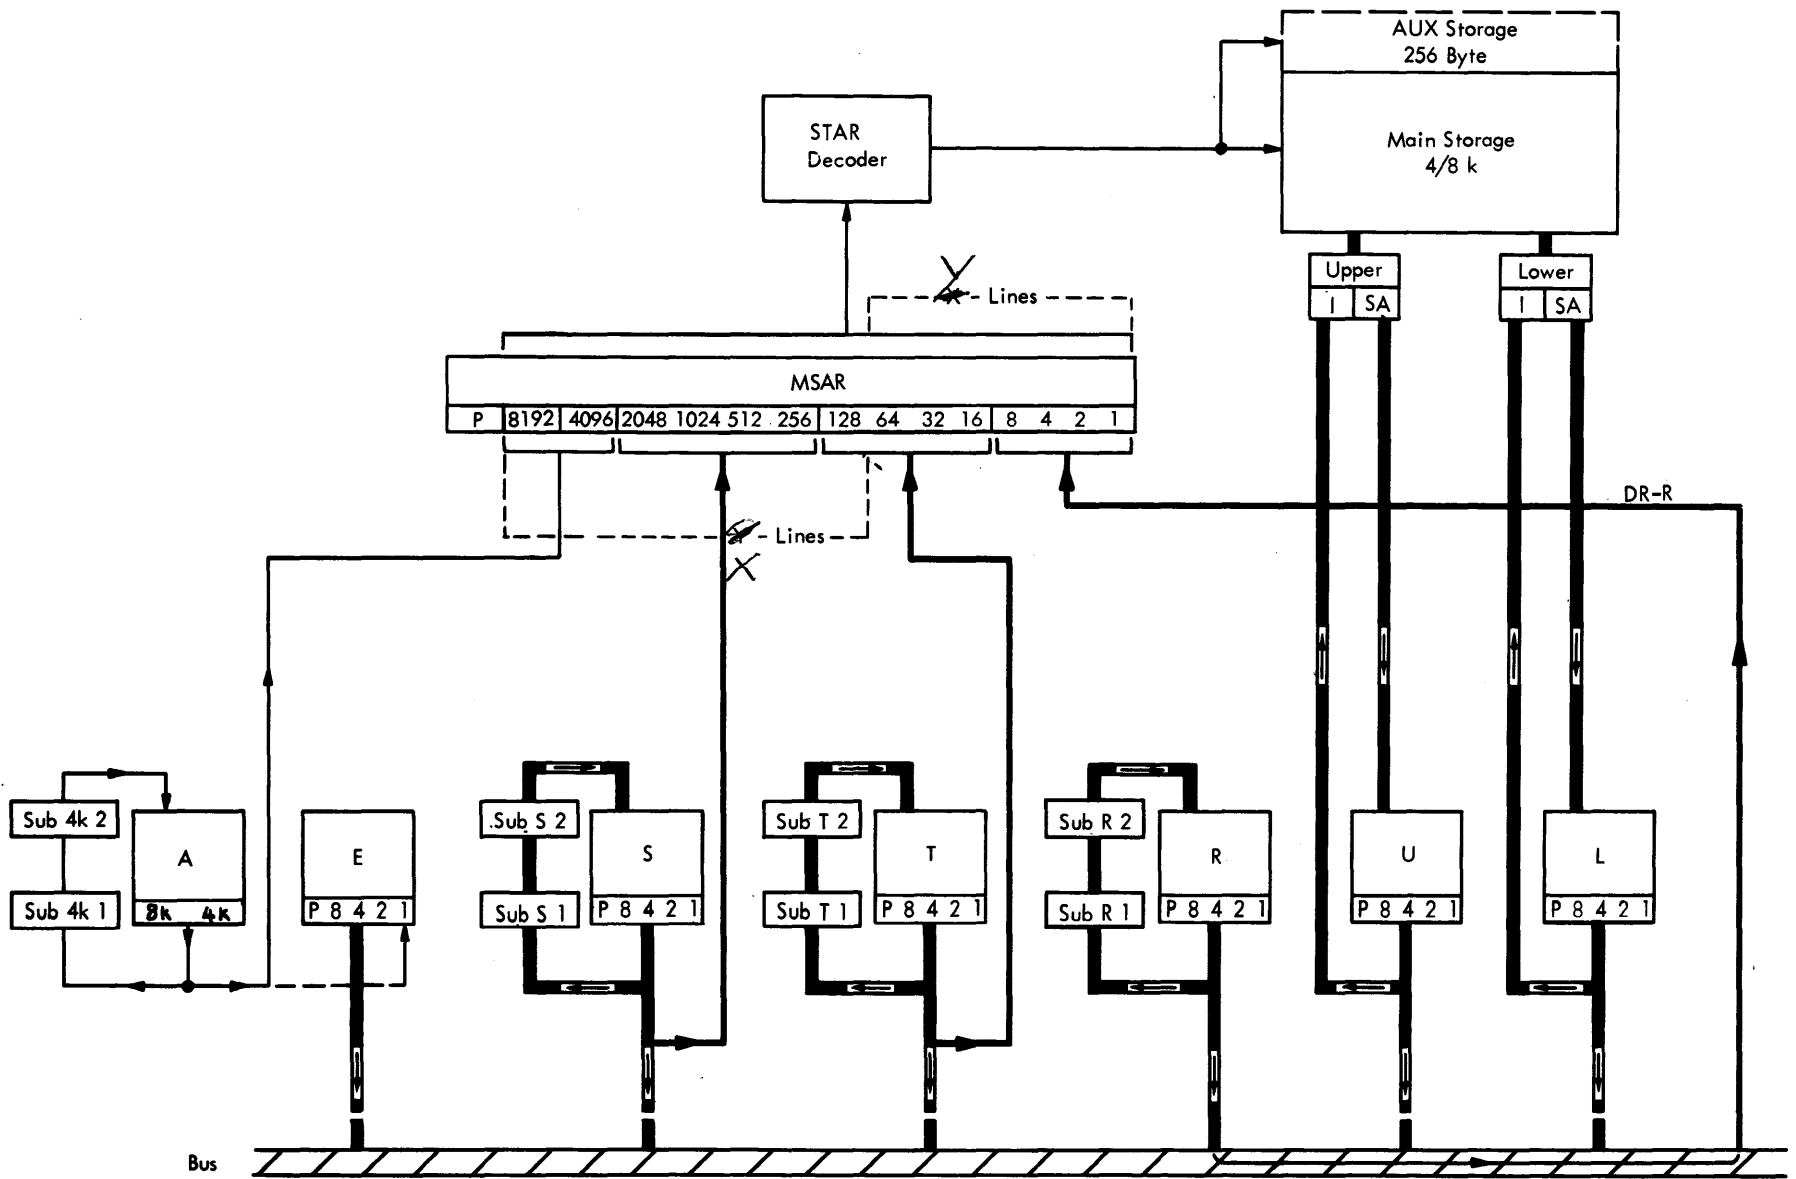 AUX Storage
256 Byte
STAR
Decoder
Main Storage
4/8 k
Y
Lines
Upper
Lower
I SA
I SA
MSAR
P 8192 4096 2048 1024 512 256 128 64 32 16 8 4 2 1
DR-R
Lines
X
Sub 4k 2
A
Sub 4k 1
8k 4k
E
P 8 4 2 1
Sub S 2
S
Sub S 1
P 8 4 2 1
Sub T 2
T
Sub T 1
P 8 4 2 1
Sub R 2
R
Sub R 1
P 8 4 2 1
U
P 8 4 2 1
L
P 8 4 2 1
Bus